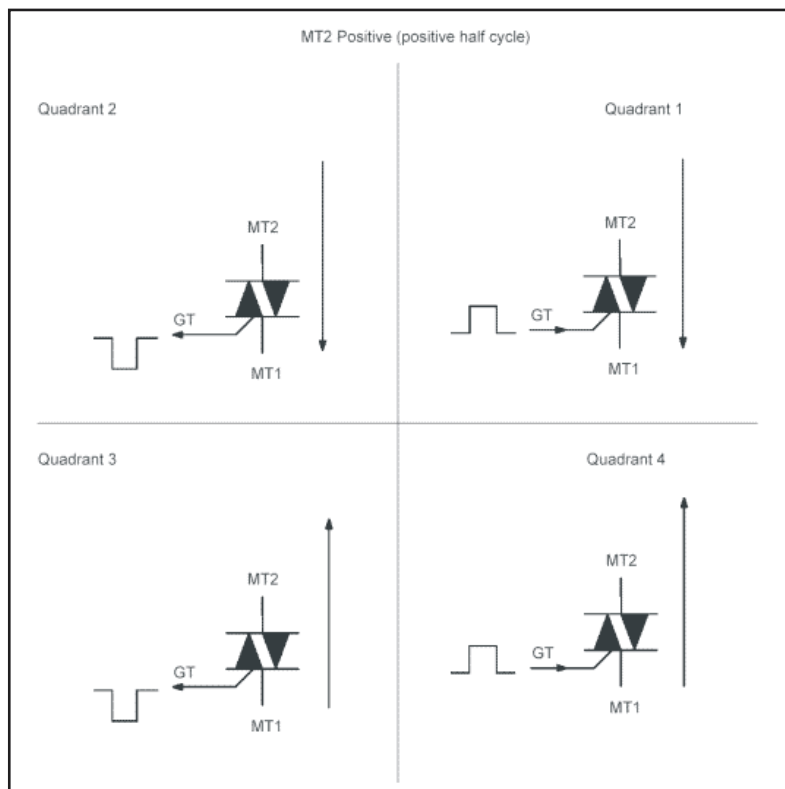 MT2 Positive (positive half cycle)
Quadrant 2
Quadrant 1
MT2
GT
MT1
MT2
GT
MT1
Quadrant 3
Quadrant 4
MT2
GT
MT1
MT2
GT
MT1